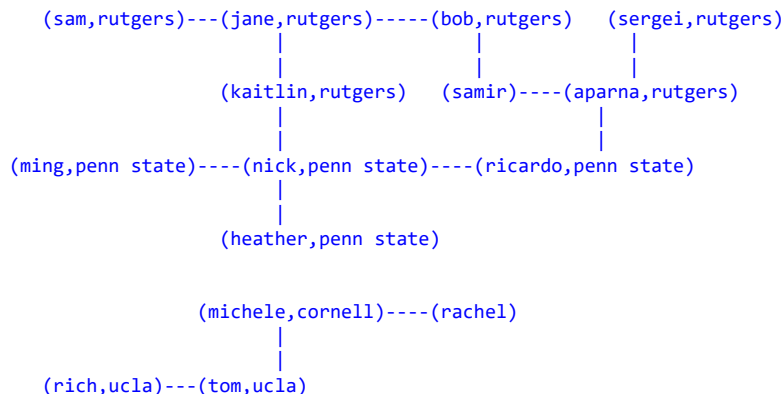 (sam,rutgers)---(jane,rutgers)-----(bob,rutgers) (sergei,rutgers)
(kaitlin,rutgers) (samir)----(aparna,rutgers)
(ming,penn state)----(nick,penn state)----(ricardo,penn state)
(heather,penn state)
(michele,cornell)----(rachel)
(rich,ucla)---(tom,ucla)